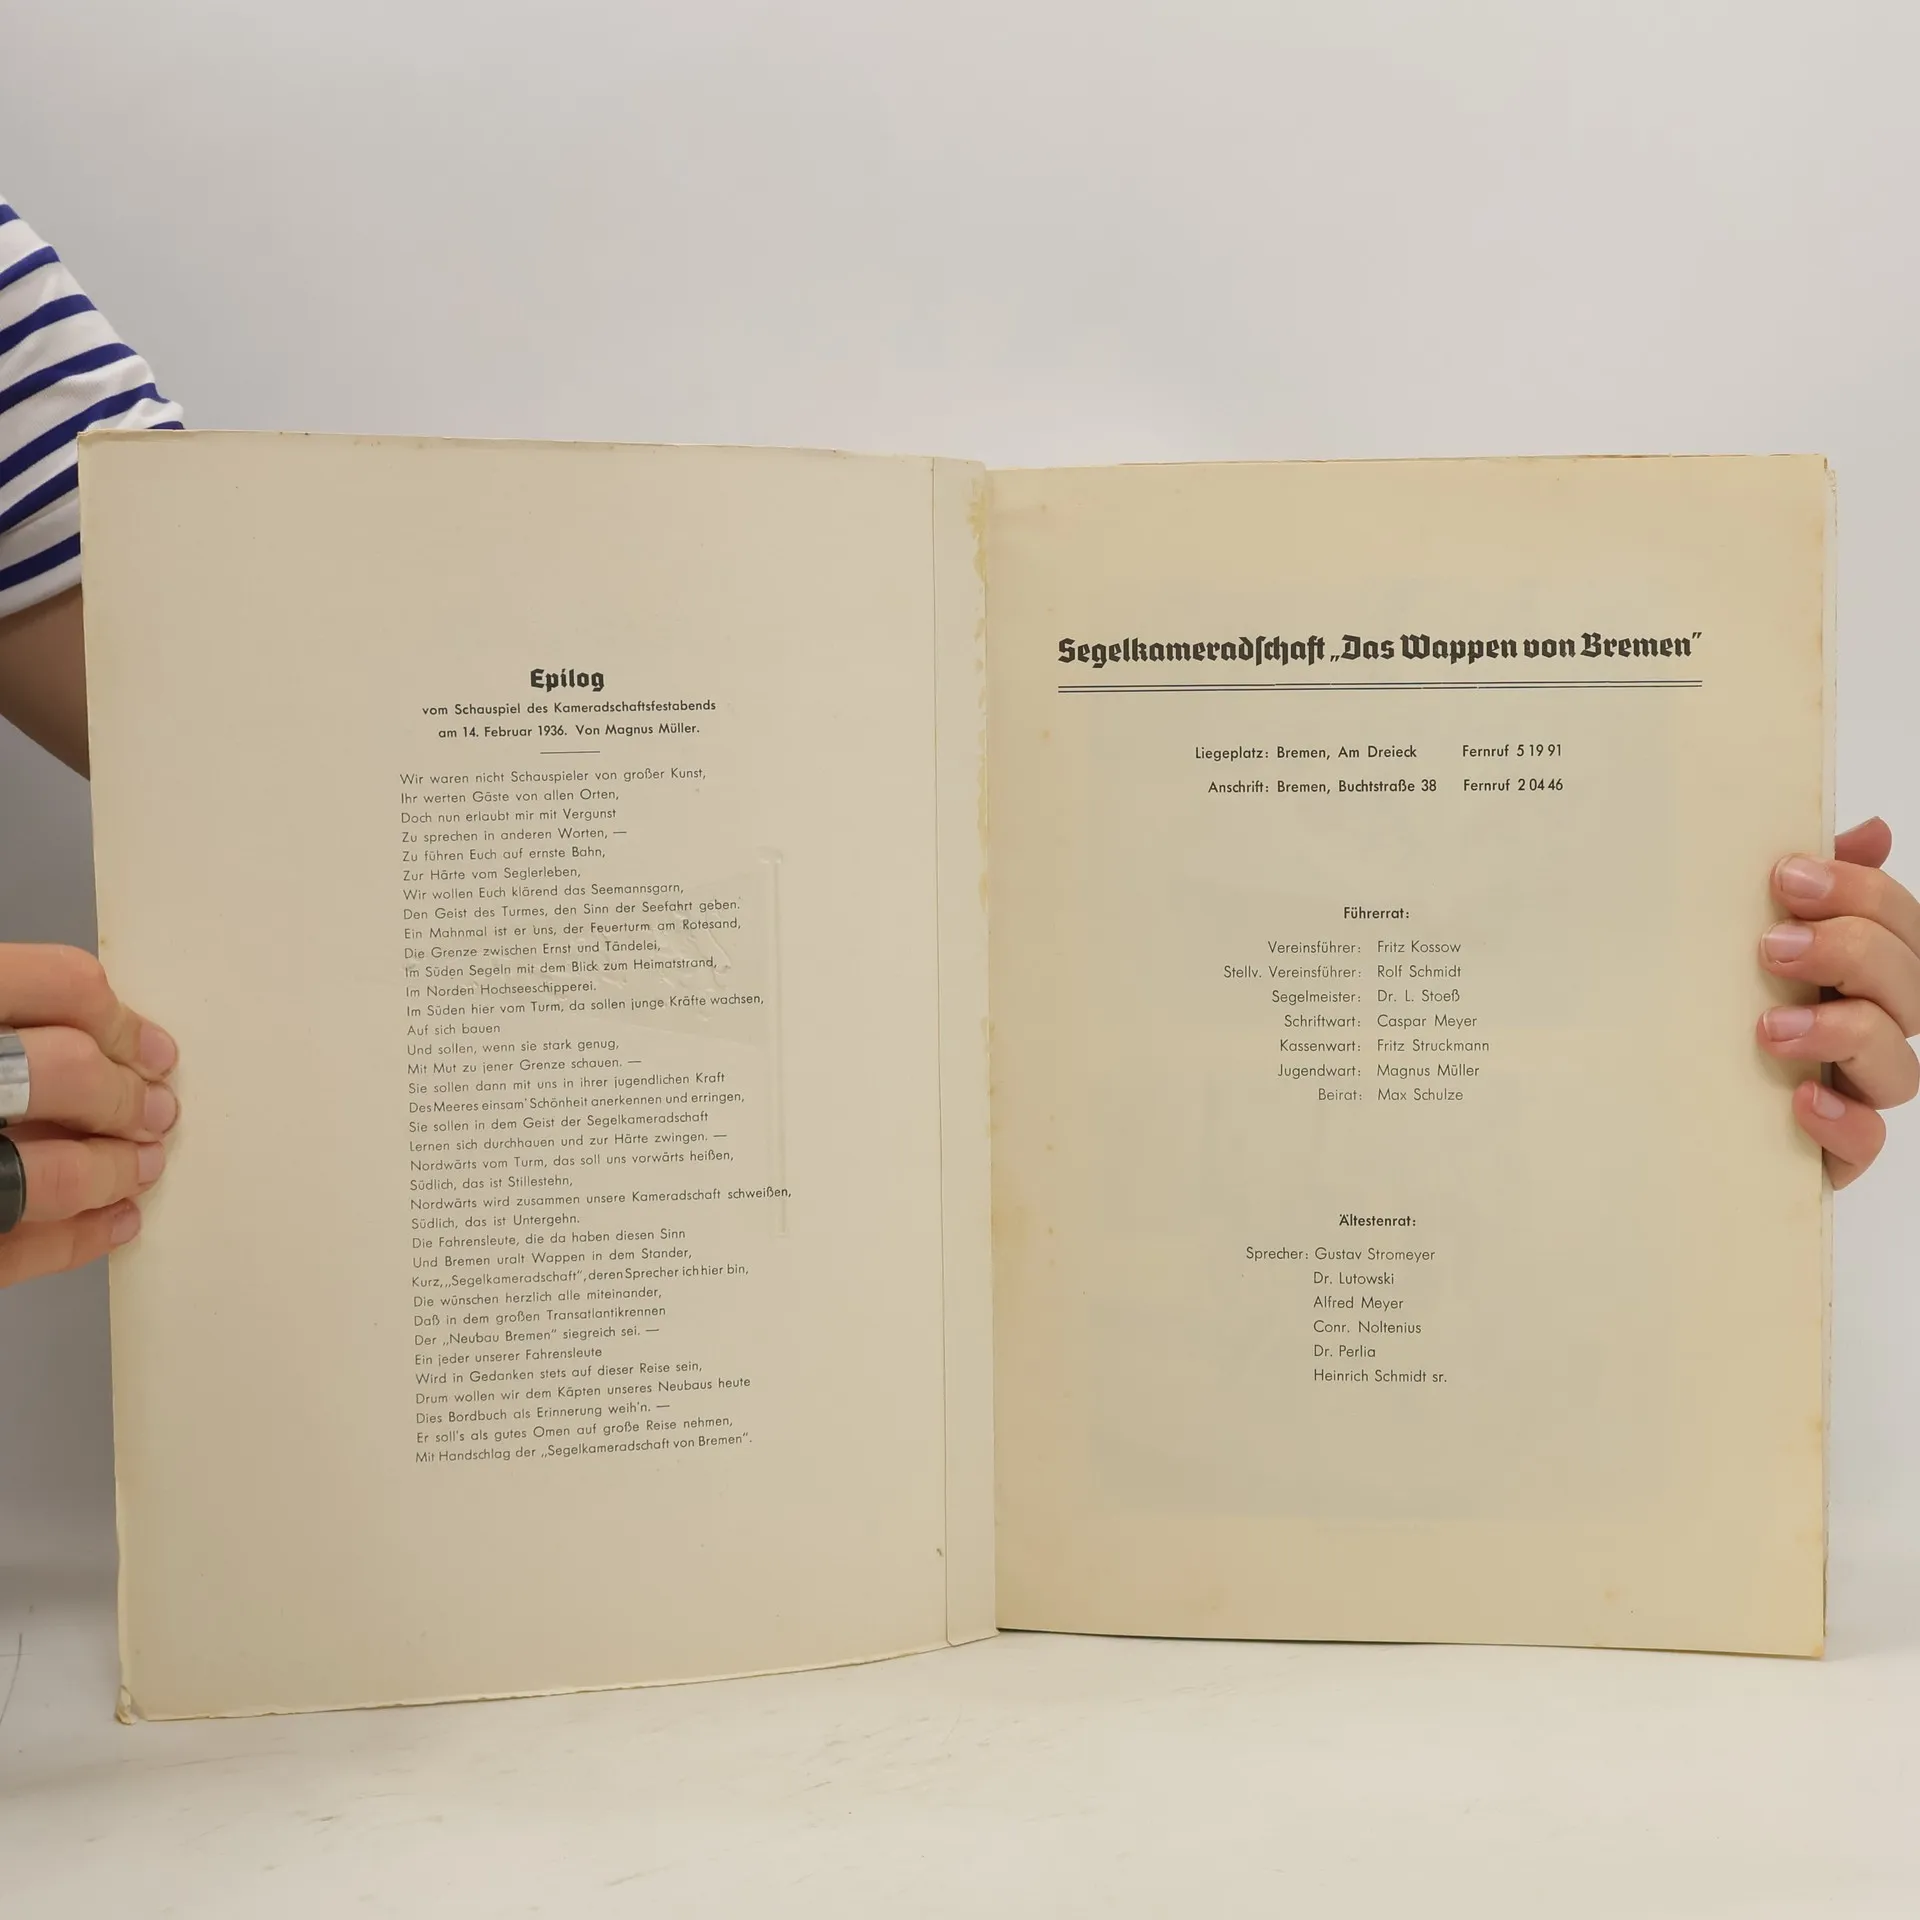 Epilog
vom Schauspiel des Kameradschaftsfestabends
am 14. Februar 1936. Von Magnus Müller.
Wir waren nicht Schauspieler von großer Kunst,
Ihr werten Gäste von allen Orten,
Doch nun erlaubt mir mit Vergunst
Zu sprechen in anderen Worten, —
Zu führen Euch auf ernste Bahn,
Zur Härte vom Seglerleben,
Wir wollen Euch klärend das Seemannsgarn,
Den Geist des Turmes, den Sinn der Seefahrt geben.
Ein Mahnmal ist er uns, der Feuerturm am Rotesand,
Die Grenze zwischen Ernst und Tändelei,
Im Süden Segeln mit dem Blick zum Heimatstrand,
Im Norden Hochseeschipperei.
Im Süden hier vom Turm, da sollen junge Kräfte wachsen,
Auf sich bauen
Und sollen, wenn sie stark genug,
Mit Mut zu jener Grenze schauen. —
Sie sollen dann mit uns in ihrer jugendlichen Kraft
Des Meeres einsam' Schönheit anerkennen und erringen,
Sie sollen in dem Geist der Segelkameradschaft
Lernen sich durchhauen und zur Härte zwingen. —
Nordwärts vom Turm, das soll uns vorwärts heißen,
Südlich, das ist Stillestehn,
Nordwärts wird zusammen unsere Kameradschaft schweißen,
Südlich, das ist Untergehn.
Die Fahrensleute, die da haben diesen Sinn
Und Bremen uralt Wappen in dem Stander,
Kurz, „Segelkameradschaft", deren Sprecher ich hier bin,
Die wünschen herzlich alle miteinander,
Daß in dem großen Transatlantikrennen
Der „Neubau Bremen" siegreich sei. —
Ein jeder unserer Fahrensleute
Wird in Gedanken stets auf dieser Reise sein,
Drum wollen wir dem Käpten unseres Neubaus heute
Dies Bordbuch als Erinnerung weih'n. —
Er soll's als gutes Omen auf große Reise nehmen,
Mit Handschlag der „Segelkameradschaft von Bremen".
Segelkameradschaft „Das Wappen von Bremen"
Liegeplatz: Bremen, Am Dreieck Fernruf 5 19 91
Anschrift: Bremen, Buchtstraße 38 Fernruf 2 04 46
Führerrat:
Vereinsführer: Fritz Kossow
Stellv. Vereinsführer: Rolf Schmidt
Segelmeister: Dr. L. Stoeß
Schriftwart: Caspar Meyer
Kassenwart: Fritz Struckmann
Jugendwart: Magnus Müller
Beirat: Max Schulze
Ältestenrat:
Sprecher: Gustav Stromeyer
Dr. Lutowski
Alfred Meyer
Conr. Noltenius
Dr. Perlia
Heinrich Schmidt sr.